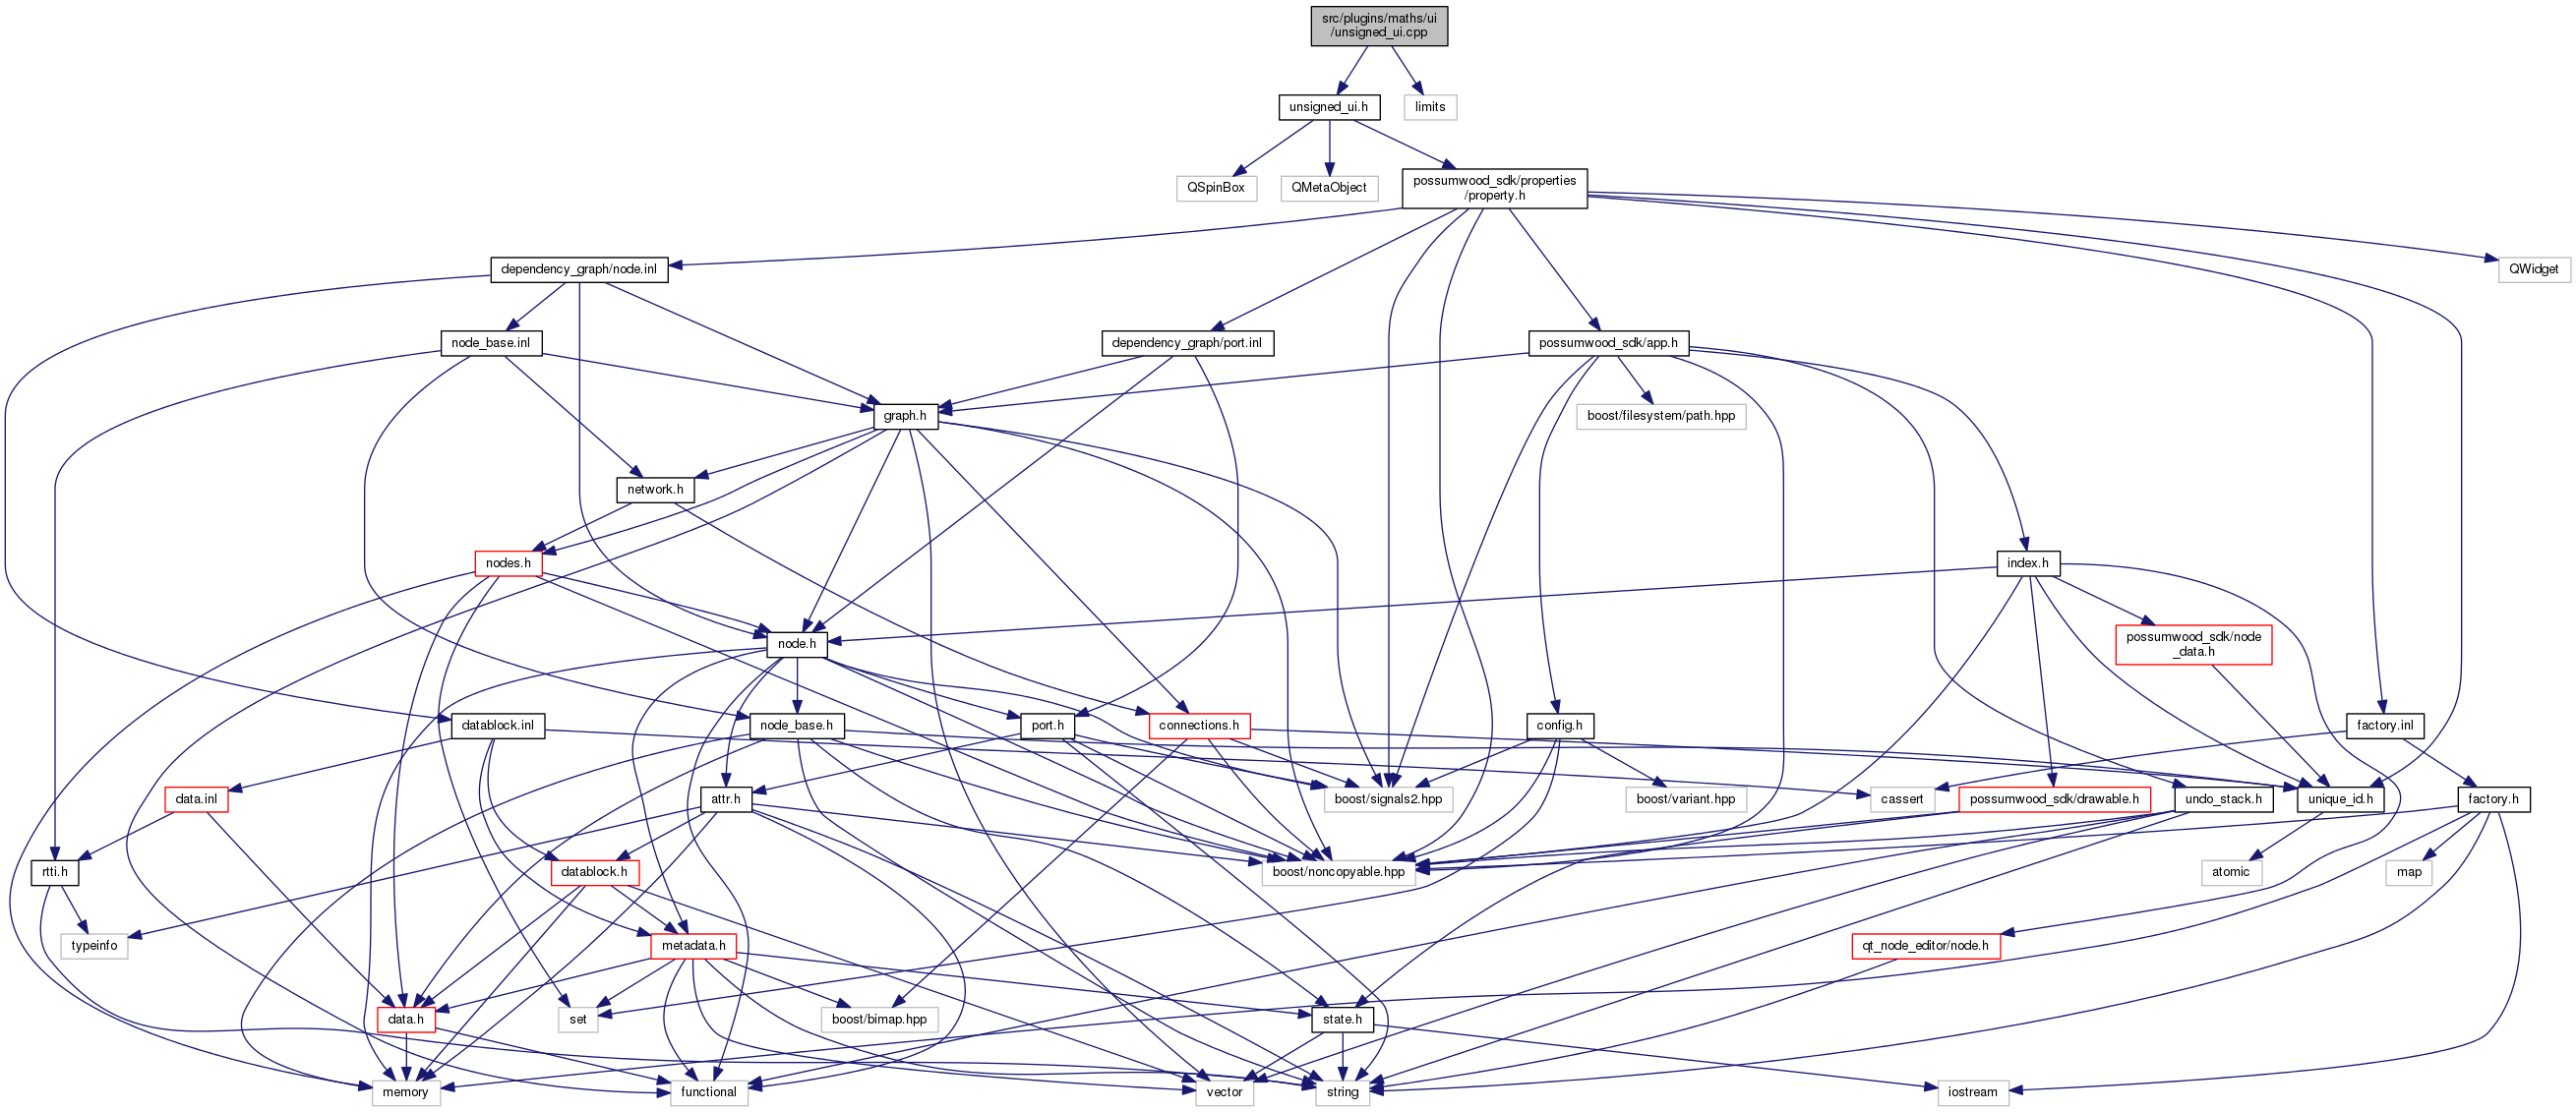 src/plugins/maths/ui
/unsigned_ui.cpp
unsigned_ui.h
limits
QSpinBox
QMetaObject
possumwood_sdk/properties
/property.h
dependency_graph/node.inl
QWidget
node_base.inl
dependency_graph/port.inl
possumwood_sdk/app.h
graph.h
boost/filesystem/path.hpp
network.h
nodes.h
index.h
node.h
possumwood_sdk/node
_data.h
datablock.inl
node_base.h
port.h
connections.h
config.h
factory.inl
data.inl
attr.h
boost/signals2.hpp
boost/variant.hpp
cassert
possumwood_sdk/drawable.h
undo_stack.h
unique_id.h
factory.h
rtti.h
datablock.h
boost/noncopyable.hpp
atomic
map
typeinfo
metadata.h
qt_node_editor/node.h
data.h
set
boost/bimap.hpp
state.h
memory
functional
vector
string
iostream